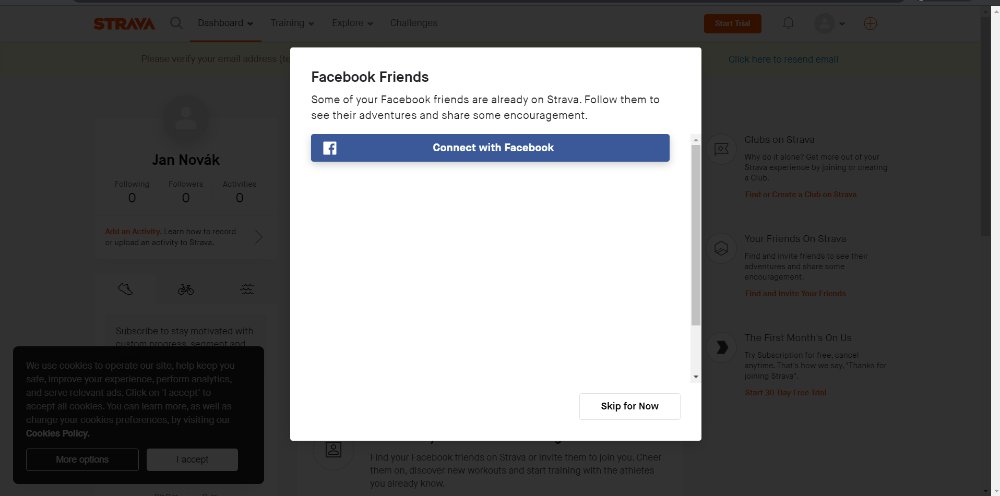 STRAVA
Dashboard
Training
Explore
Challenges
Start Trial
Please verify your email address (te
Click here to resend email
Facebook Friends
Some of your Facebook friends are already on Strava. Follow them to
see their adventures and share some encouragement.
Connect with Facebook
Skip for Now
Jan Novák
Following
Followers
Activities
0
0
0
Add an Activity. Learn how to record
or upload an activity to Strava.
Subscribe to stay motivated with
custom progress, segment and
We use cookies to operate our site, help keep you
safe, improve your experience, perform analytics,
and serve relevant ads. Click on 'I accept' to
accept all cookies. You can learn more, as well as
change your cookies preferences, by visiting our
Cookies Policy.
More options
I accept
Find your Facebook friends on Strava or invite them to join you. Cheer
them on, discover new workouts and start training with the athletes
you already know.
Clubs on Strava
Why do it alone? Get more out of your
Strava experience by joining or creating
a Club.
Find or Create a Club on Strava
Your Friends On Strava
Find and invite friends to see their
adventures and share some
encouragement.
Find and Invite Your Friends
The First Month's On Us
Try Subscription for free, cancel
anytime. That's how we say, "Thanks for
joining Strava".
Start 30-Day Free Trial